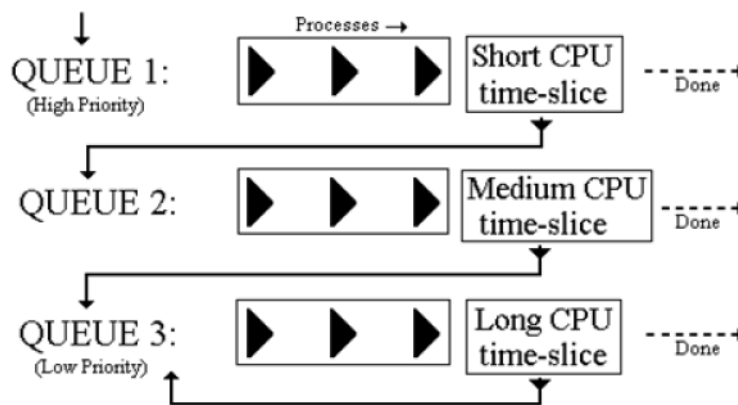 Processes →
QUEUE 1:
(High Priority)
Short CPU
time-slice
Done
QUEUE 2:
Medium CPU
time-slice
Done
QUEUE 3:
(Low Priority)
Long CPU
time-slice
Done